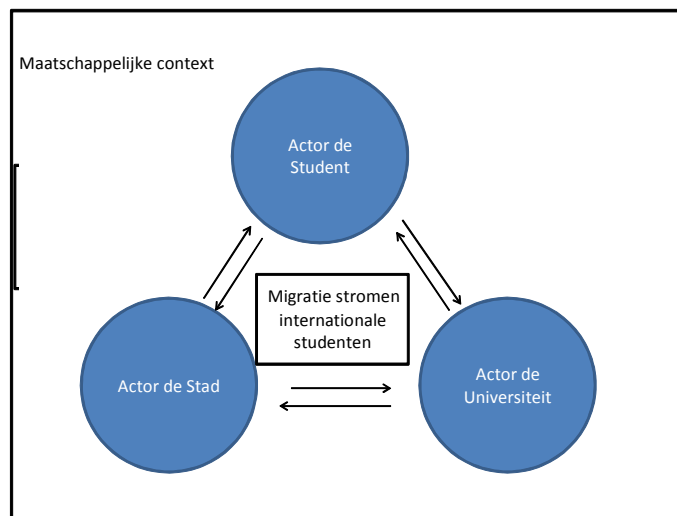 Maatschappelijke context
Actor de
Student
Migratie stromen
internationale
studenten
Actor de Stad
Actor de
Universiteit